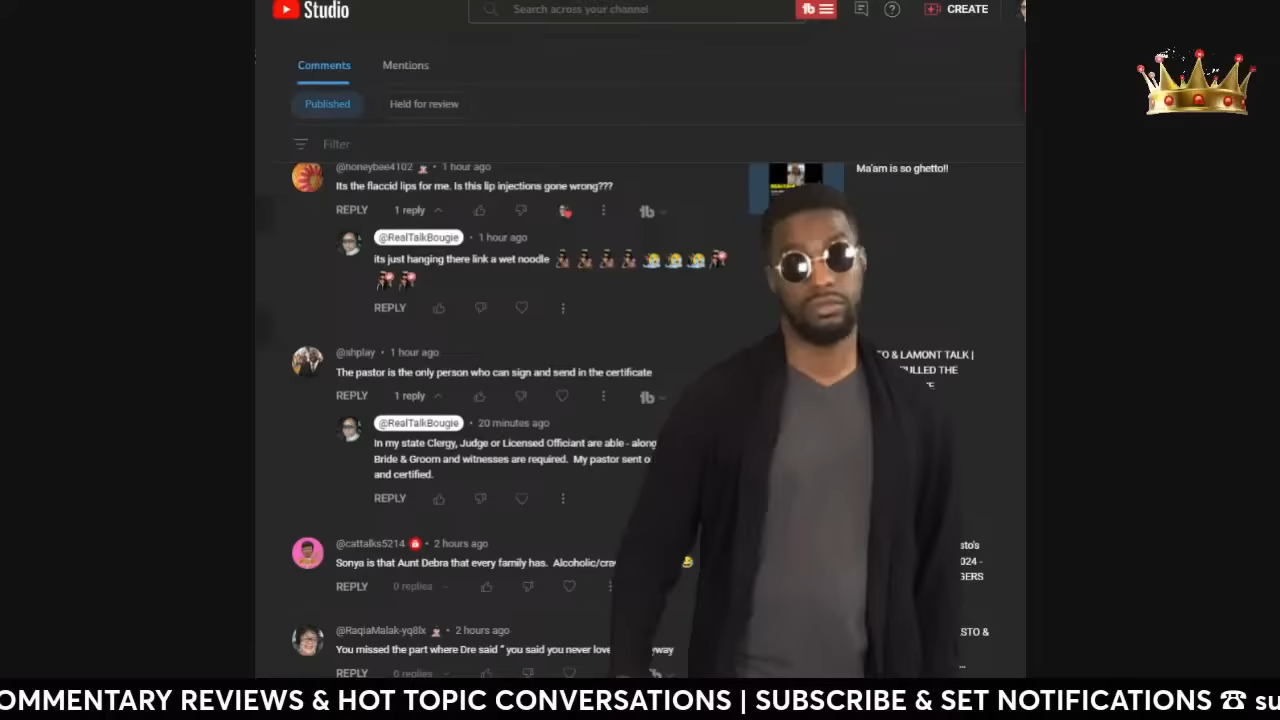 Studio
Search across your channel
CREATE
Comments
Mentions
Published
Held for review
Filter
@honeybee4102 • 1 hour ago
Ma'am is so ghetto!!
Its the flaccid lips for me. Is this lip injections gone wrong???
REPLY 1 reply
@RealTalkBougie • 1 hour ago
its just hanging there link a wet noodle
REPLY
@shplay • 1 hour ago
The pastor is the only person who can sign and send in the certificate
& LAMONT TALK |
REPLY 1 reply
@RealTalkBougie • 20 minutes ago
In my state Clergy, Judge or Licensed Officiant are able - along
Bride & Groom and witnesses are required. My pastor sent
and certified.
REPLY
@cattalks5214 • 2 hours ago
Sonya is that Aunt Debra that every family has. Alcoholic/cra
sto's
024 -
GERS
REPLY 0 replies
@RaqiaMalak-yq8lx • 2 hours ago
STO &
You missed the part where Dre said " you said you never love yway
REPLY 0 replies
OMMENTARY REVIEWS & HOT TOPIC CONVERSATIONS | SUBSCRIBE & SET NOTIFICATIONS ☎ su